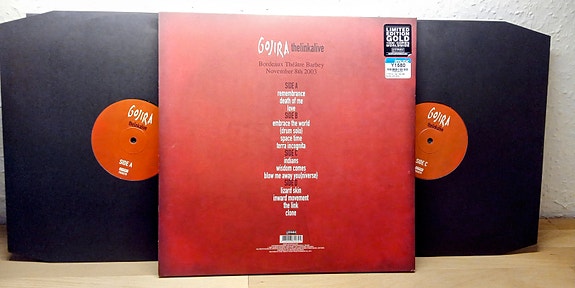 GOJIRA thelinkalive
Bordeaux Théâtre Barbey
November 8th 2003
SIDE A
remembrance
death of me
love
SIDE B
embrace the world
(drum solo)
space time
terra incognita
SIDE C
indians
wisdom comes
blow me away you(niverse)
SIDE D
lizard skin
inward movement
the link
clone
LIMITED
EDITION
GOLD
GOJIRA
thelinkalive
SIDE A
GOJIRA
thelinkalive
SIDE C